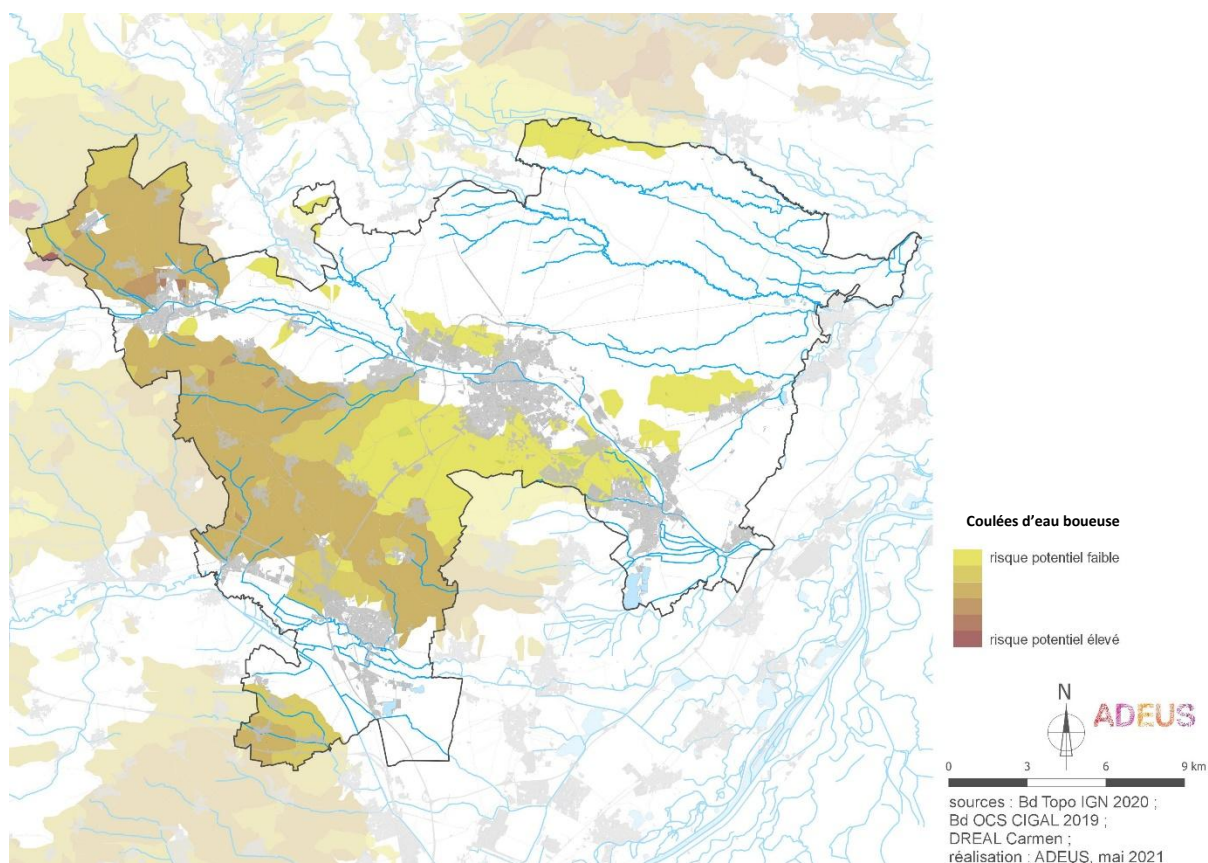 Coulées d'eau boueuse
risque potentiel faible
risque potentiel élevé
N
ADEUS
0 3 6 9 km
sources : Bd Topo IGN 2020 ;
Bd OCS CIGAL 2019 ;
DREAL Carmen ;
réalisation : ADEUS, mai 2021